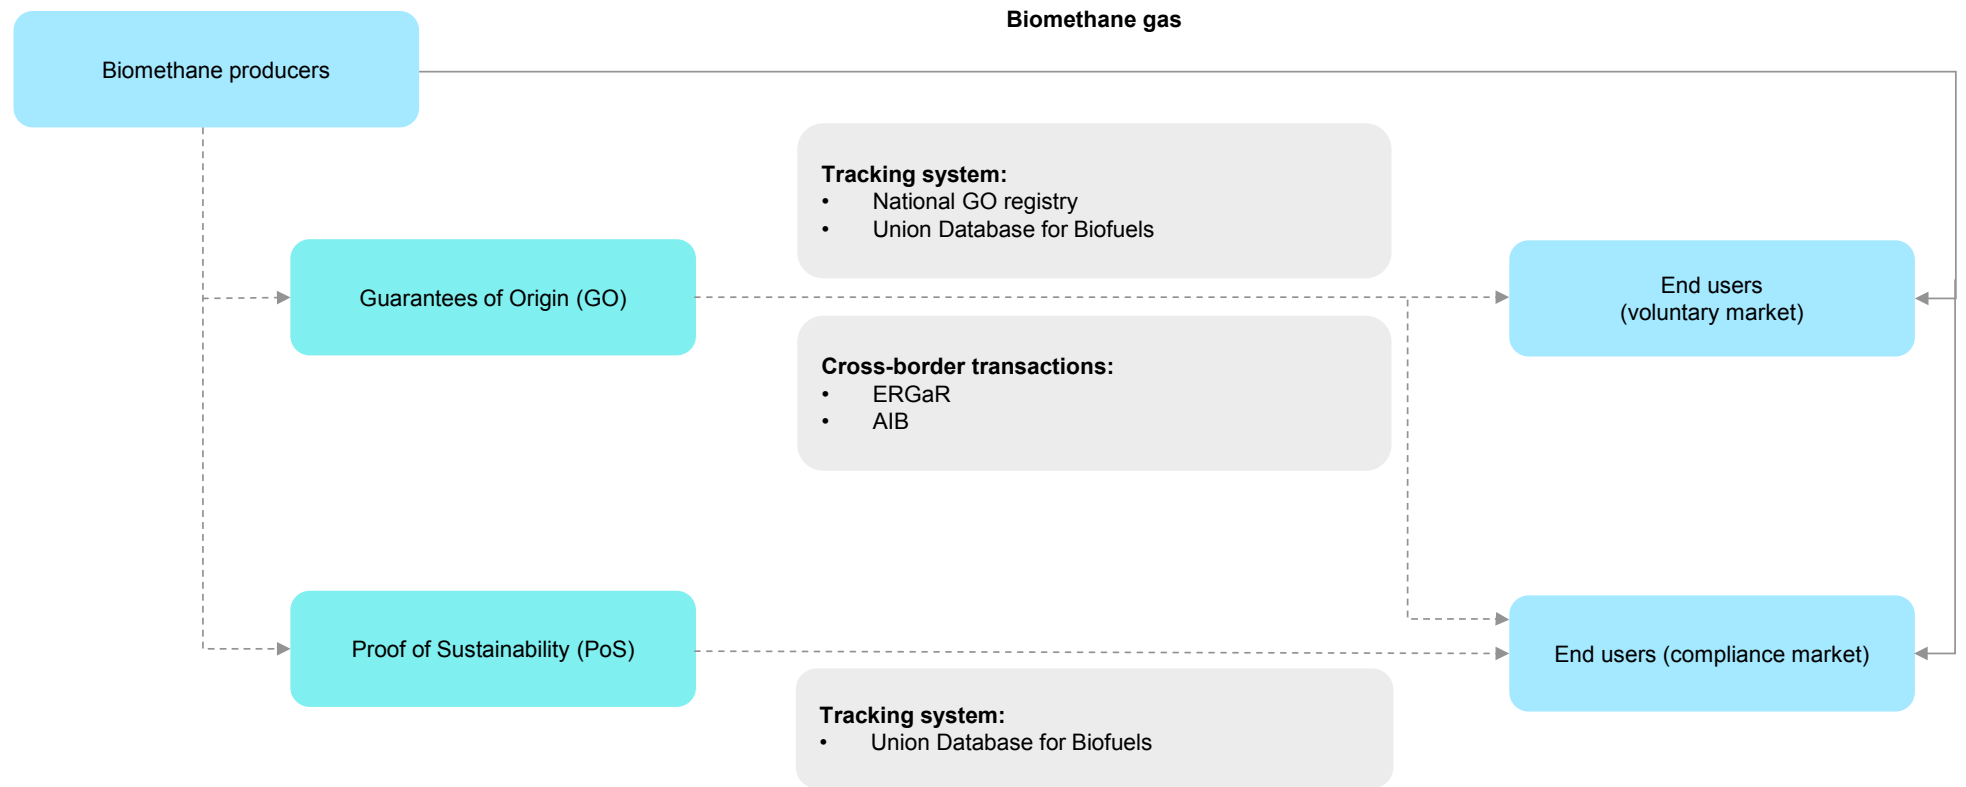 Biomethane gas
Biomethane producers
Tracking system:
• National GO registry
• Union Database for Biofuels
Guarantees of Origin (GO)
End users
(voluntary market)
Cross-border transactions:
• ERGaR
• AIB
Proof of Sustainability (PoS)
End users (compliance market)
Tracking system:
• Union Database for Biofuels